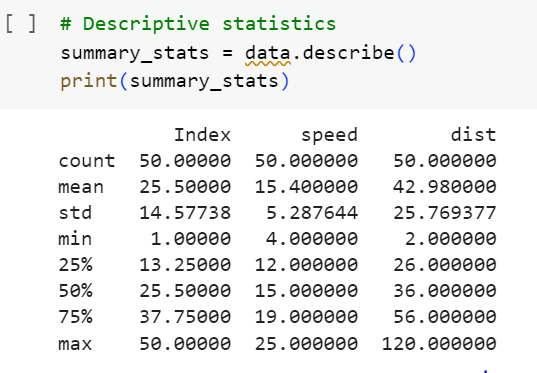 [ ] # Descriptive statistics
summary_stats = data.describe()
print(summary_stats)
Index speed dist
count 50.00000 50.000000 50.000000
mean 25.50000 15.400000 42.980000
std 14.57738 5.287644 25.769377
min 1.00000 4.000000 2.000000
25% 13.25000 12.000000 26.000000
50% 25.50000 15.000000 36.000000
75% 37.75000 19.000000 56.000000
max 50.00000 25.000000 120.000000